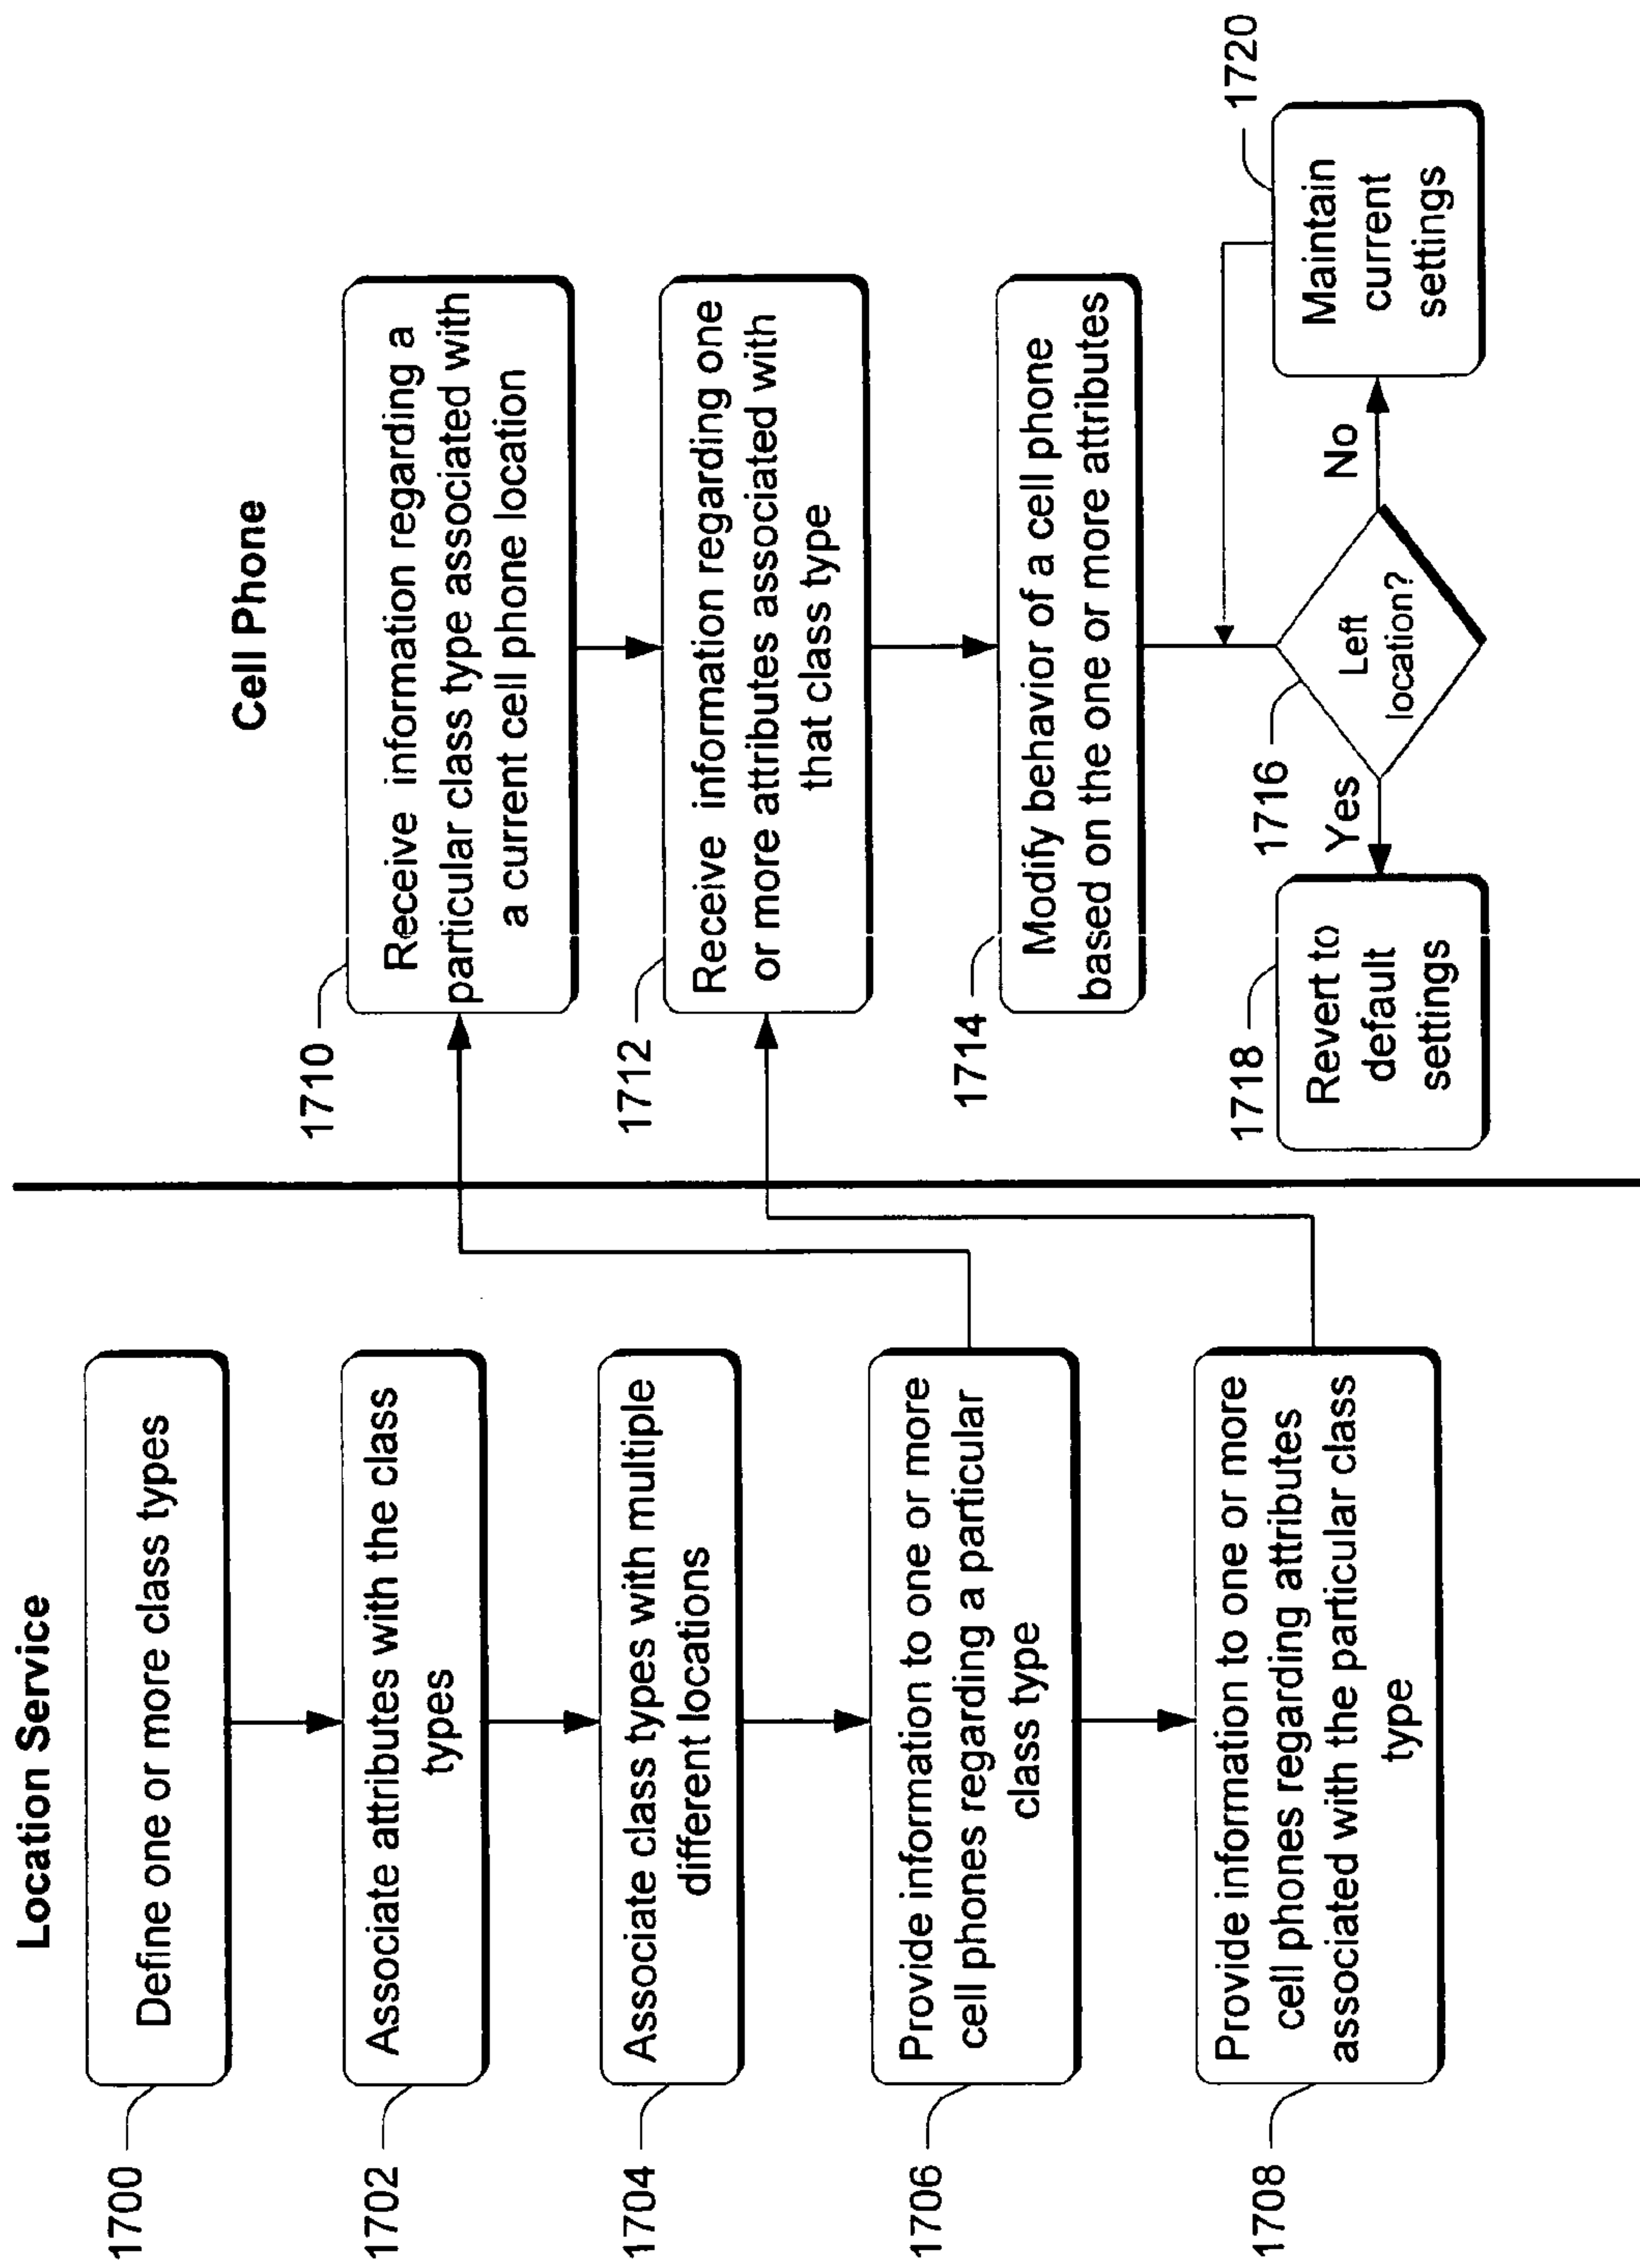 Location Service
1700
Define one or more class types
1702
Associate attributes with the class
types
1704
Associate class types with multiple
different locations
1706
Provide information to one or more
cell phones regarding a particular
class type
1708
Provide information to one or more
cell phones regarding attributes
associated with the particular class
type
Cell Phone
1710
Receive information regarding a
particular class type associated with
a current cell phone location
1712
Receive information regarding one
or more attributes associated with
that class type
1714
Modify behavior of a cell phone
based on the one or more attributes
1716
Left
location?
Yes
No
1718
Revert to
default
settings
1720
Maintain
current
settings